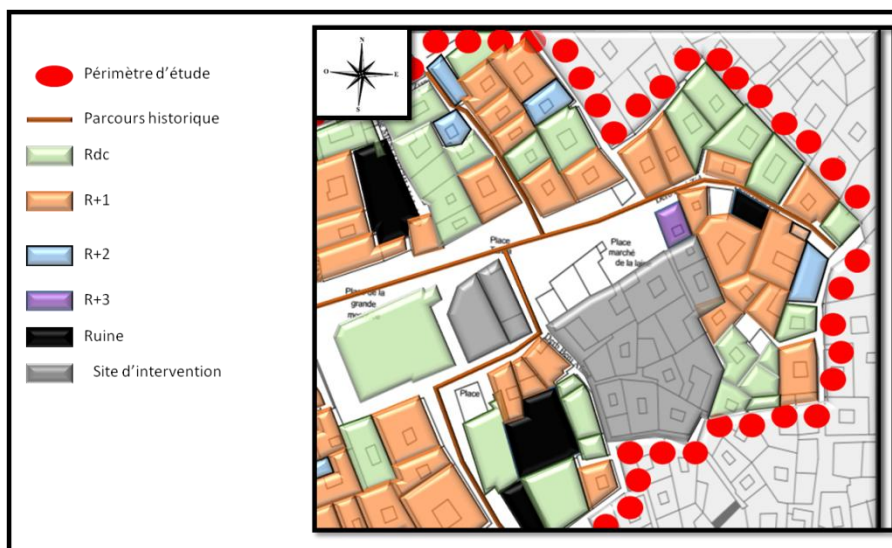 Périmètre d'étude
Parcours historique
Rdc
R+1
R+2
R+3
Ruine
Site d'intervention
N
O
E
S
Place
Place
marché
de la laine
Place de la
grande
Place